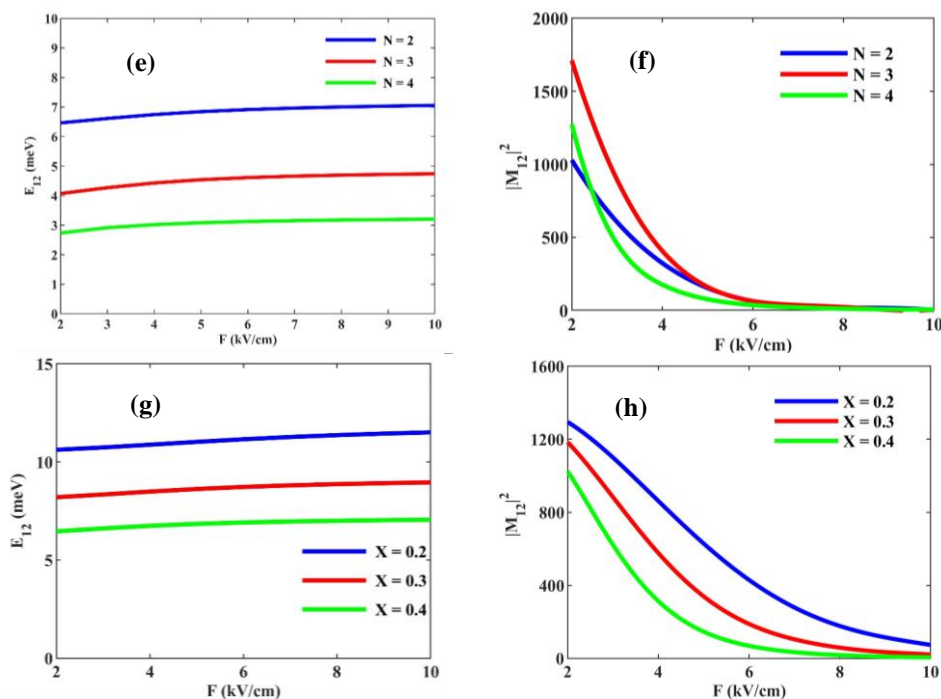 (e)
N = 2
N = 3
N = 4
E12 (meV)
10
9
8
7
6
5
4
3
2
1
0
2 3 4 5 6 7 8 9 10
F (kV/cm)
(f)
N = 2
N = 3
N = 4
|M12|^2
2000
1500
1000
500
0
2 4 6 8 10
F (kV/cm)
(g)
X = 0.2
X = 0.3
X = 0.4
E12 (meV)
15
10
5
0
2 4 6 8 10
F (kV/cm)
(h)
X = 0.2
X = 0.3
X = 0.4
|M12|^2
1600
1200
800
400
0
2 4 6 8 10
F (kV/cm)